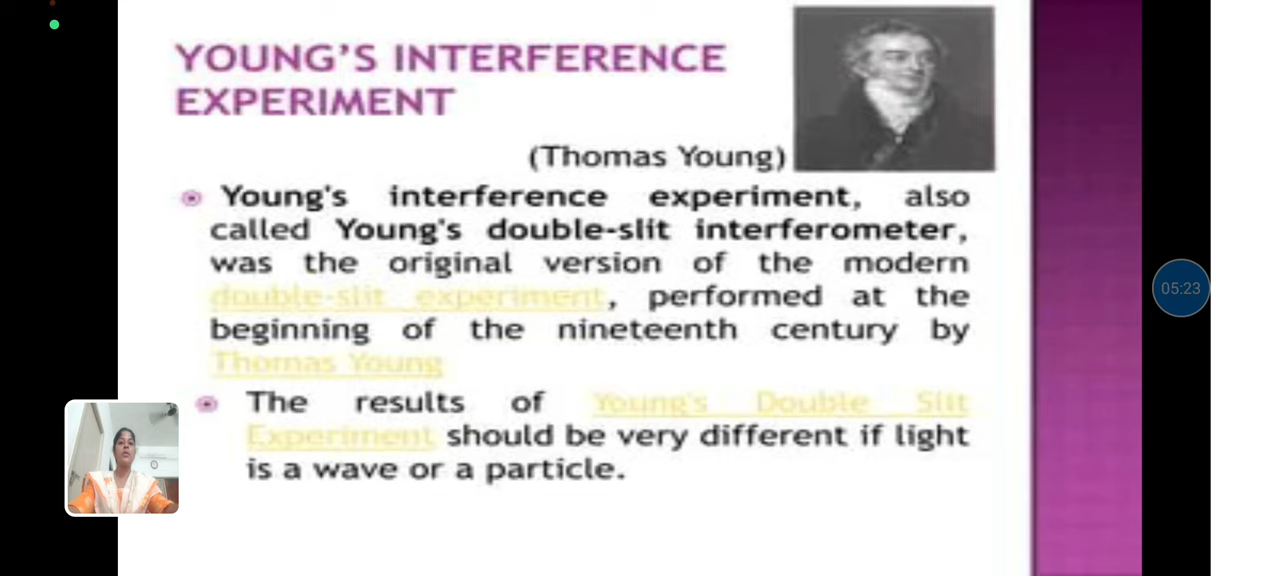 YOUNG'S INTERFERENCE
EXPERIMENT
(Thomas Young)
Young's interference experiment, also
called Young's double-slit interferometer,
was the original version of the modern
double-slit experiment, performed at the
beginning of the nineteenth century by
Thomas Young
The results of Young's Double Slit
Experiment should be very different if light
is a wave or a particle.
05:23